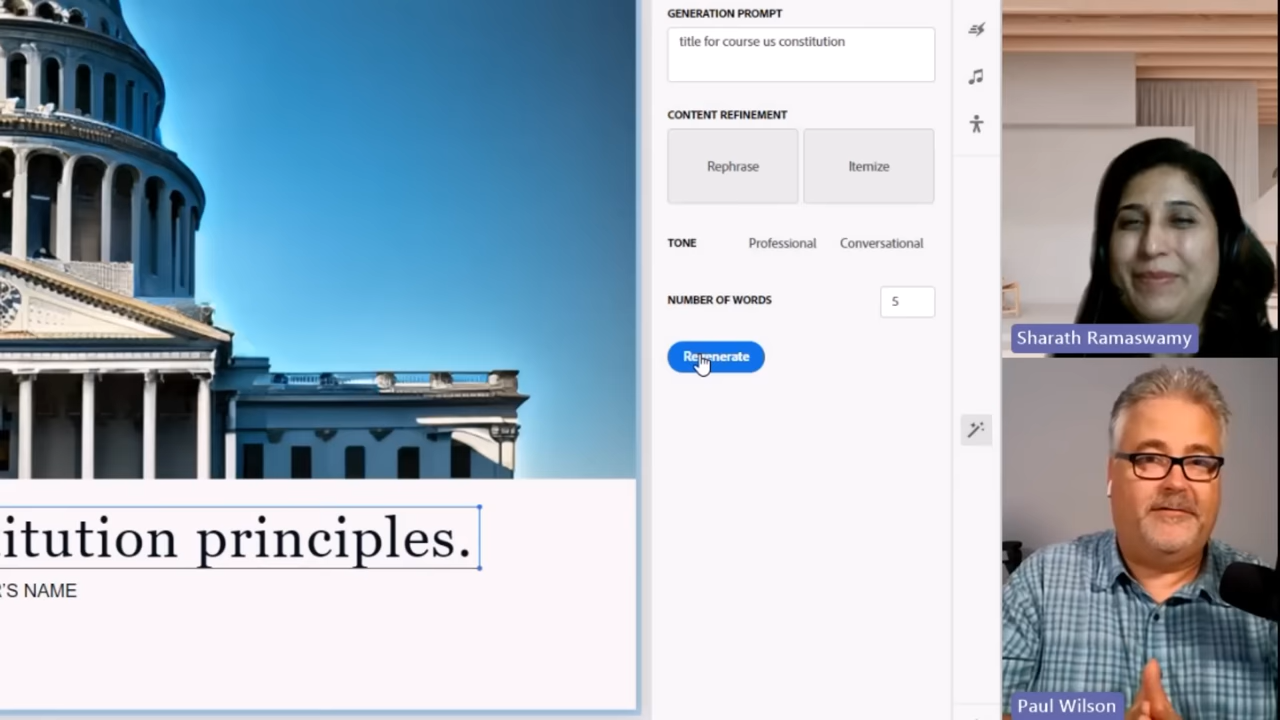 GENERATION PROMPT
title for course us constitution
CONTENT REFINEMENT
Rephrase
Itemize
TONE
Professional
Conversational
NUMBER OF WORDS
5
Regenerate
itution principles.
'S NAME
Sharath Ramaswamy
Paul Wilson